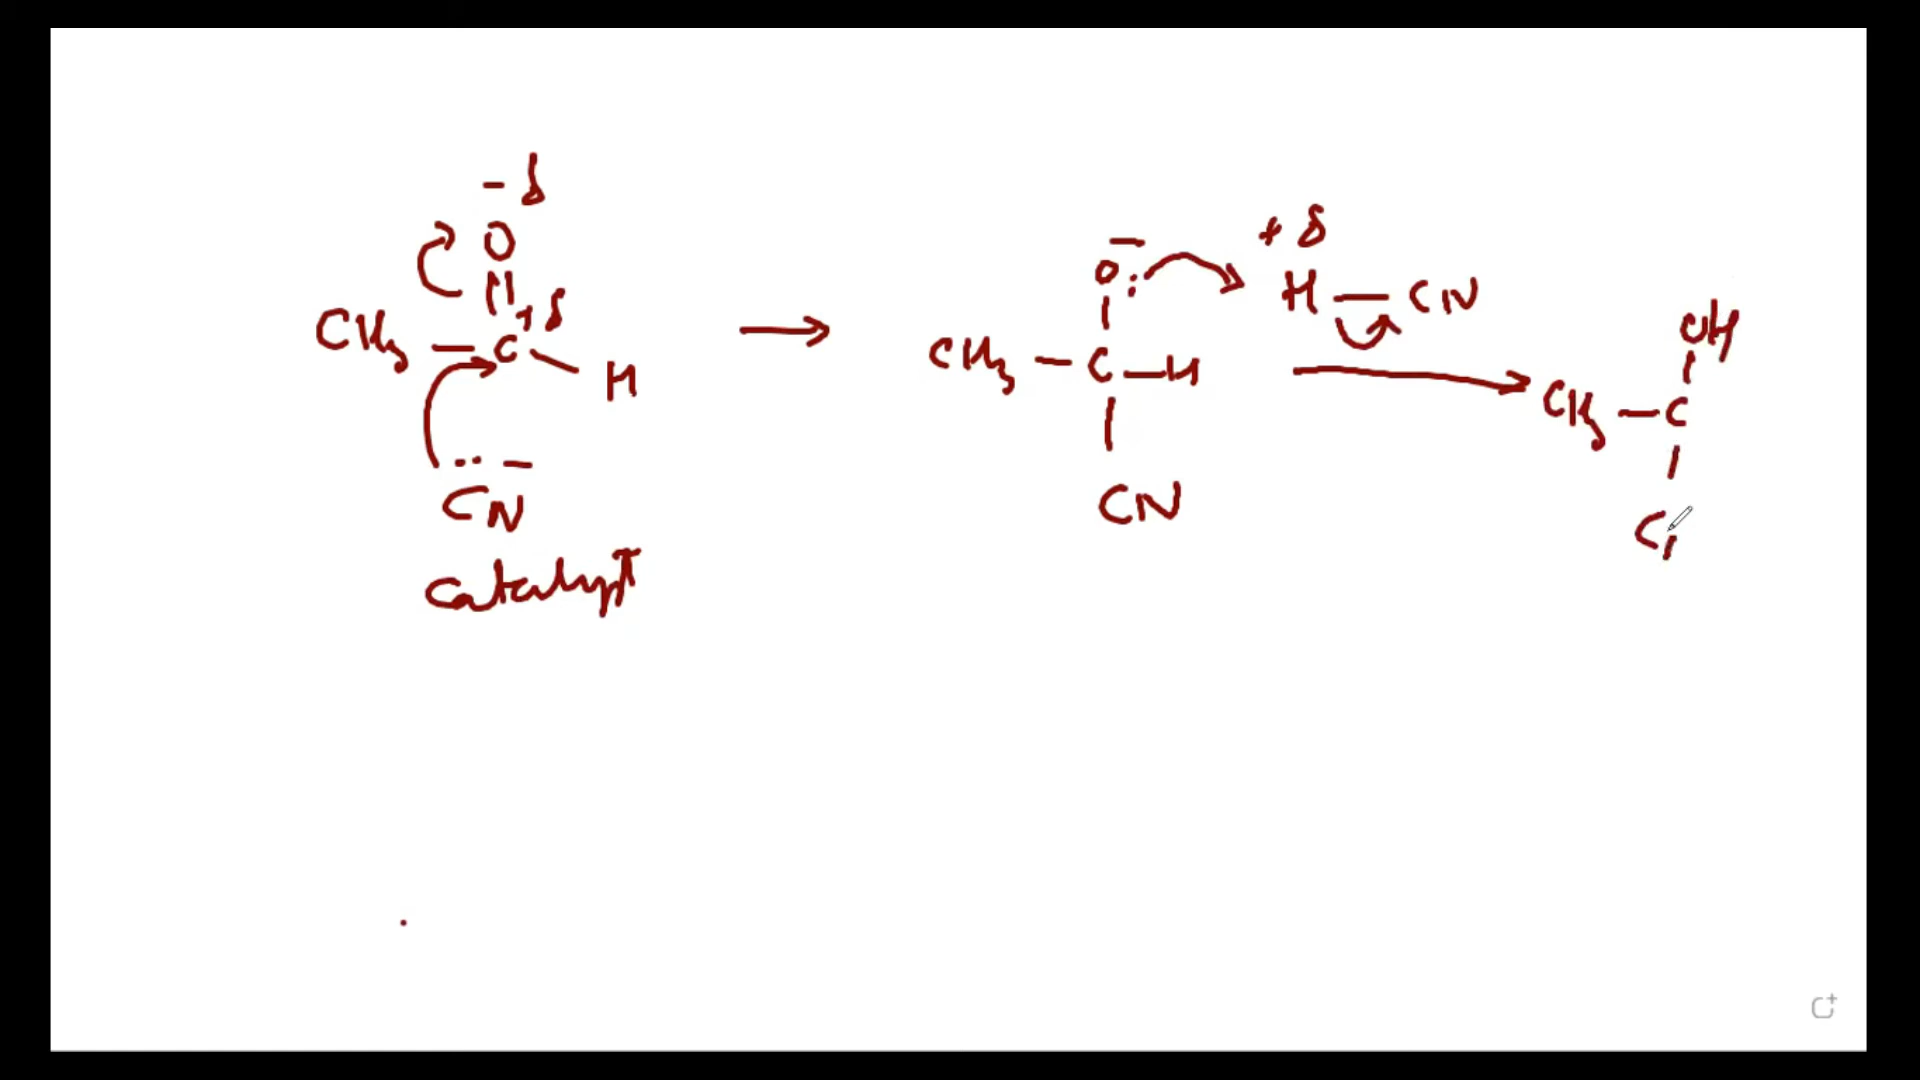 - δ
O
||
+ δ
CH3 - C - H
:CN -
catalyst
→
O: -
|
CH3 - C - H
|
CN
+ δ
H - CN
→
OH
|
CH3 - C
|
C